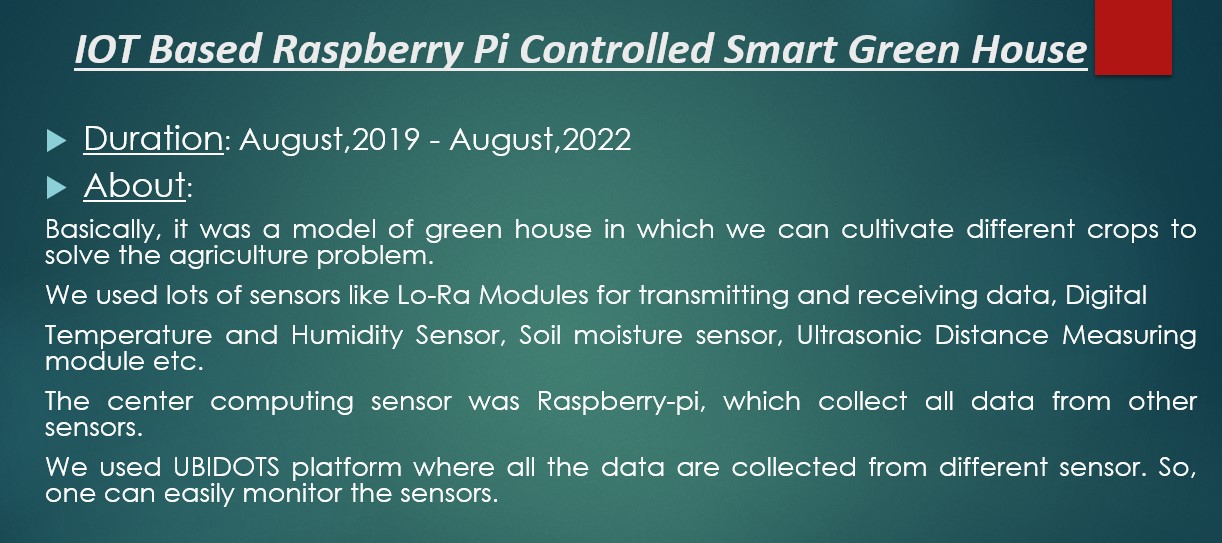 IOT Based Raspberry Pi Controlled Smart Green House
Duration: August,2019 - August,2022
About:
Basically, it was a model of green house in which we can cultivate different crops to
solve the agriculture problem.
We used lots of sensors like Lo-Ra Modules for transmitting and receiving data, Digital
Temperature and Humidity Sensor, Soil moisture sensor, Ultrasonic Distance Measuring
module etc.
The center computing sensor was Raspberry-pi, which collect all data from other
sensors.
We used UBIDOTS platform where all the data are collected from different sensor. So,
one can easily monitor the sensors.